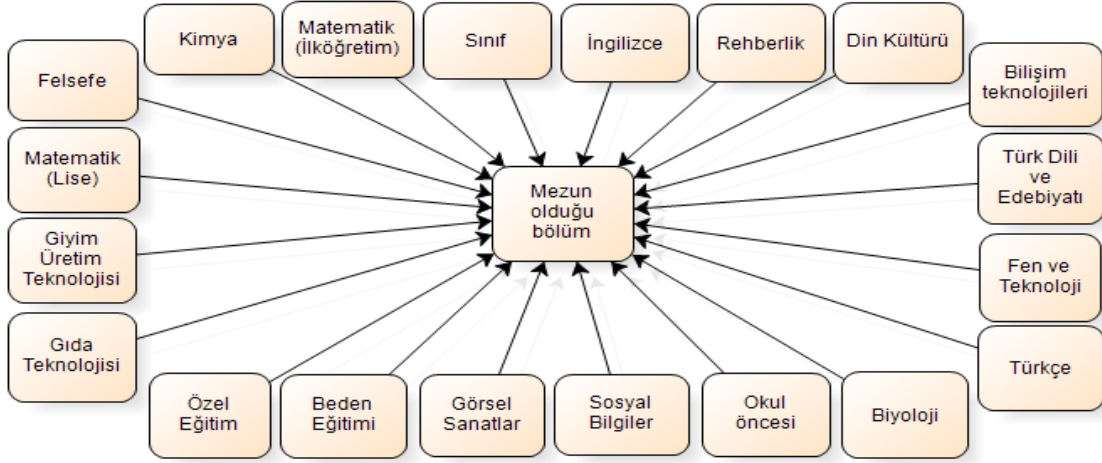 Kimya
Matematik
(İlköğretim)
Sınıf
İngilizce
Rehberlik
Din Kültürü
Felsefe
Bilişim
teknolojileri
Matematik
(Lise)
Mezun
olduğu
bölüm
Türk Dili
ve
Edebiyatı
Giyim
Üretim
Teknolojisi
Fen ve
Teknoloji
Gıda
Teknolojisi
Türkçe
Özel
Eğitim
Beden
Eğitimi
Görsel
Sanatlar
Sosyal
Bilgiler
Okul
öncesi
Biyoloji